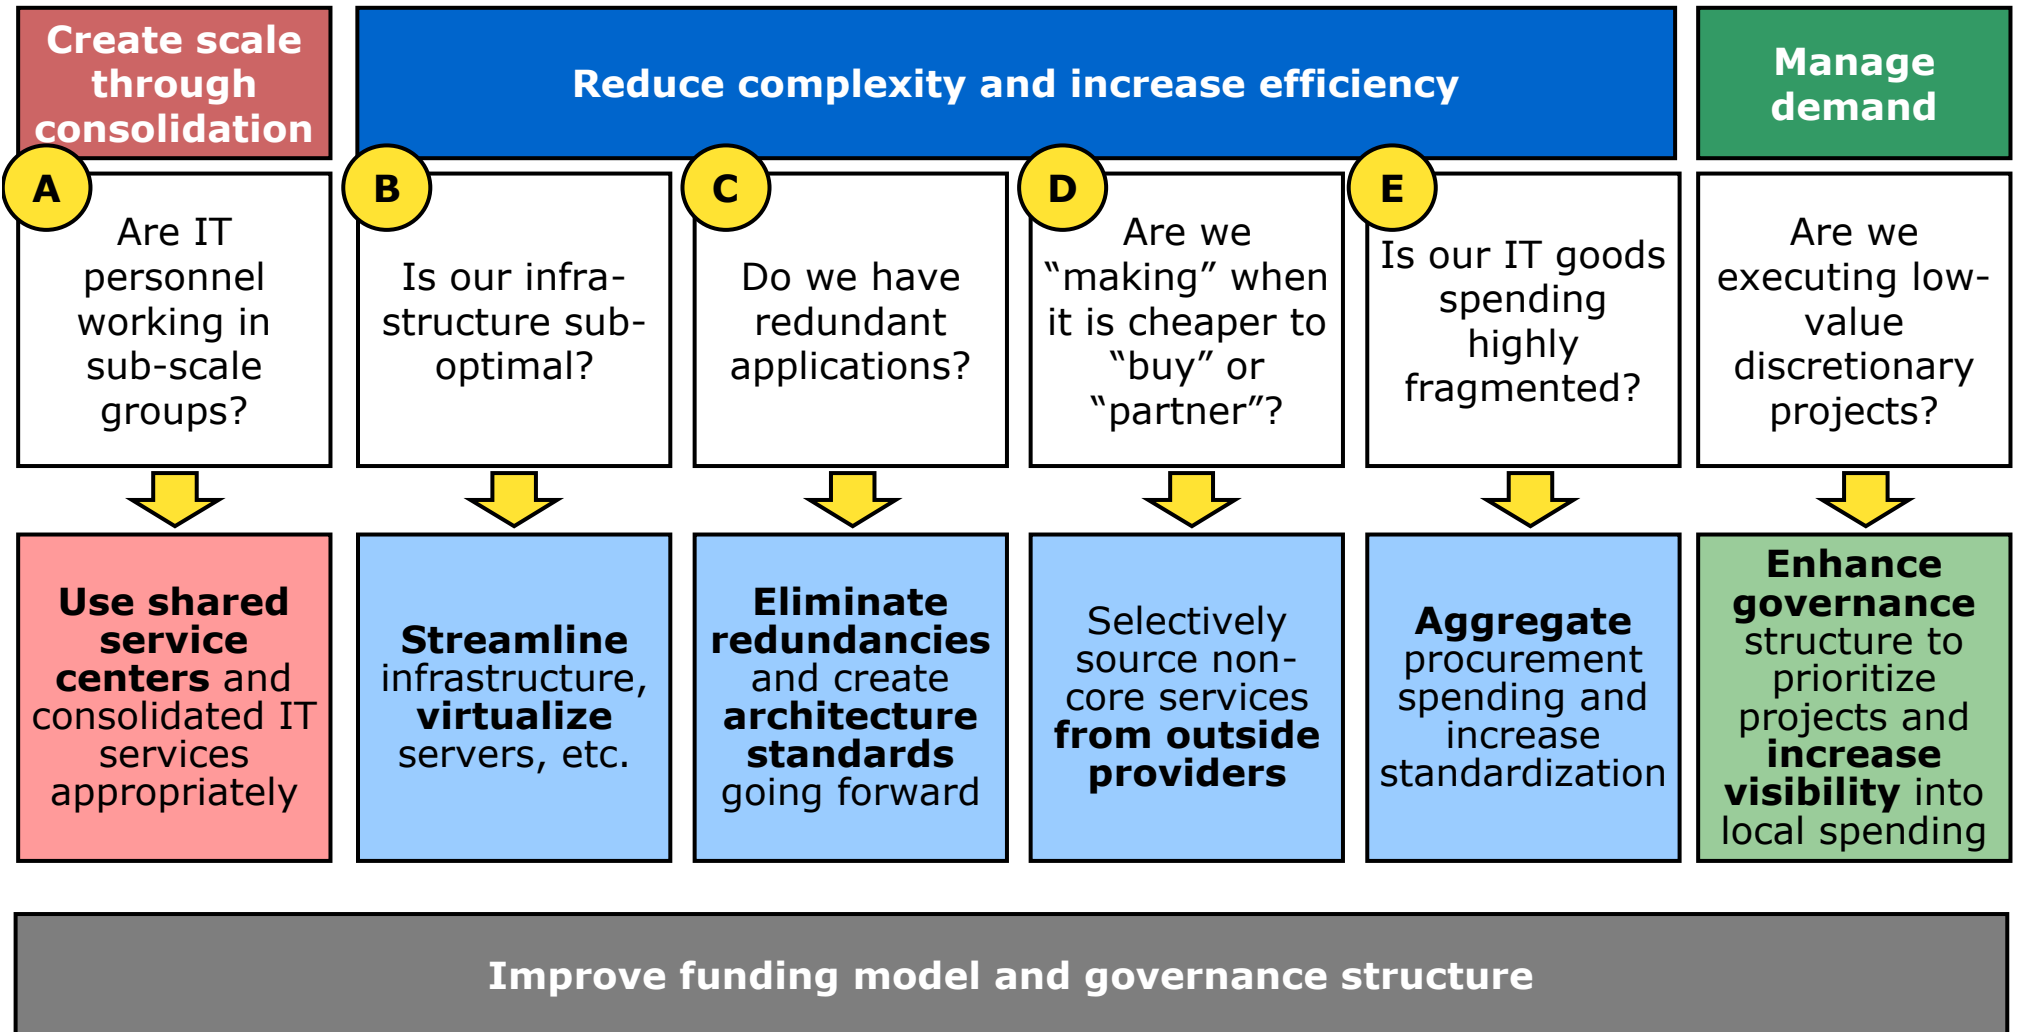 Create scale
through
consolidation
Reduce complexity and increase efficiency
Manage
demand
A
Are IT
personnel
working in
sub-scale
groups?
B
Is our infra-
structure sub-
optimal?
C
Do we have
redundant
applications?
D
Are we
“making” when
it is cheaper to
“buy” or
“partner”?
E
Is our IT goods
spending
highly
fragmented?
Are we
executing low-
value
discretionary
projects?
Use shared
service
centers and
consolidated IT
services
appropriately
Streamline
infrastructure,
virtualize
servers, etc.
Eliminate
redundancies
and create
architecture
standards
going forward
Selectively
source non-
core services
from outside
providers
Aggregate
procurement
spending and
increase
standardization
Enhance
governance
structure to
prioritize
projects and
increase
visibility into
local spending
Improve funding model and governance structure